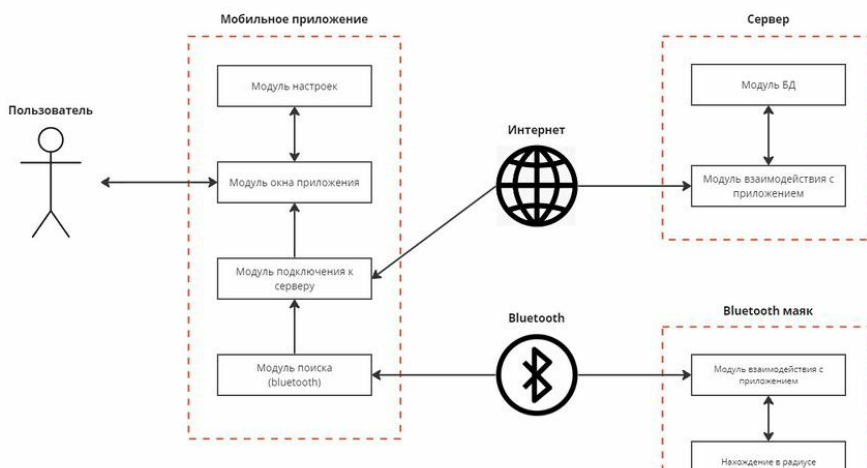 Мобильное приложение
Сервер
Модуль настроек
Модуль БД
Пользователь
Интернет
Модуль окна приложения
Модуль взаимодействия с
приложением
Модуль подключения к
серверу
Bluetooth
Bluetooth маяк
Модуль поиска
(bluetooth)
Модуль взаимодействия с
приложением
Нахождение в радиусе